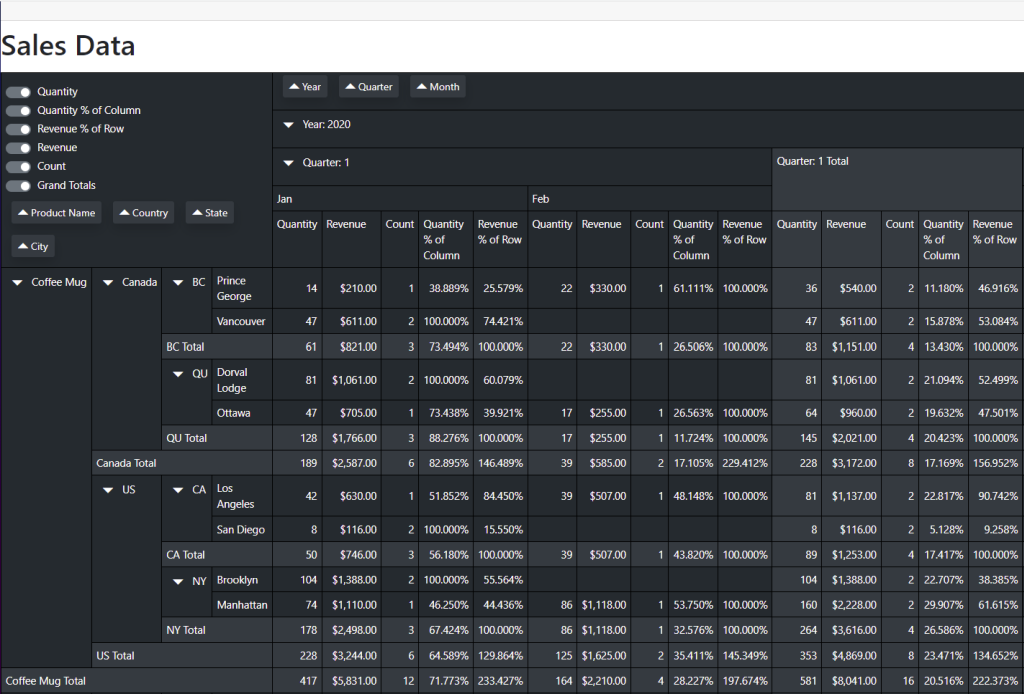 Sales Data
Quantity
Quantity % of Column
Revenue % of Row
Revenue
Count
Grand Totals
Product Name Country State
City
Year Quarter Month
Year: 2020
Quarter: 1 Quarter: 1 Total
Jan Feb
Quantity Revenue Count Quantity % of Column Revenue % of Row Quantity Revenue Count Quantity % of Column Revenue % of Row Quantity Revenue Count Quantity % of Column Revenue % of Row
Coffee Mug Canada BC Prince George 14 $210.00 1 38.889% 25.579% 22 $330.00 1 61.111% 100.000% 36 $540.00 2 11.180% 46.916%
Vancouver 47 $611.00 2 100.000% 74.421% 47 $611.00 2 15.878% 53.084%
BC Total 61 $821.00 3 73.494% 100.000% 22 $330.00 1 26.506% 100.000% 83 $1,151.00 4 13.430% 100.000%
QU Dorval Lodge 81 $1,061.00 2 100.000% 60.079% 81 $1,061.00 2 21.094% 52.499%
Ottawa 47 $705.00 1 73.438% 39.921% 17 $255.00 1 26.563% 100.000% 64 $960.00 2 19.632% 47.501%
QU Total 128 $1,766.00 3 88.276% 100.000% 17 $255.00 1 11.724% 100.000% 145 $2,021.00 4 20.423% 100.000%
Canada Total 189 $2,587.00 6 82.895% 146.489% 39 $585.00 2 17.105% 229.412% 228 $3,172.00 8 17.169% 156.952%
US CA Los Angeles 42 $630.00 1 51.852% 84.450% 39 $507.00 1 48.148% 100.000% 81 $1,137.00 2 22.817% 90.742%
San Diego 8 $116.00 2 100.000% 15.550% 8 $116.00 2 5.128% 9.258%
CA Total 50 $746.00 3 56.180% 100.000% 39 $507.00 1 43.820% 100.000% 89 $1,253.00 4 17.417% 100.000%
NY Brooklyn 104 $1,388.00 2 100.000% 55.564% 104 $1,388.00 2 22.707% 38.385%
Manhattan 74 $1,110.00 1 46.250% 44.436% 86 $1,118.00 1 53.750% 100.000% 160 $2,228.00 2 29.907% 61.615%
NY Total 178 $2,498.00 3 67.424% 100.000% 86 $1,118.00 1 32.576% 100.000% 264 $3,616.00 4 26.586% 100.000%
US Total 228 $3,244.00 6 64.589% 129.864% 125 $1,625.00 2 35.411% 145.349% 353 $4,869.00 8 23.471% 134.652%
Coffee Mug Total 417 $5,831.00 12 71.773% 233.427% 164 $2,210.00 4 28.227% 197.674% 581 $8,041.00 16 20.516% 222.373%